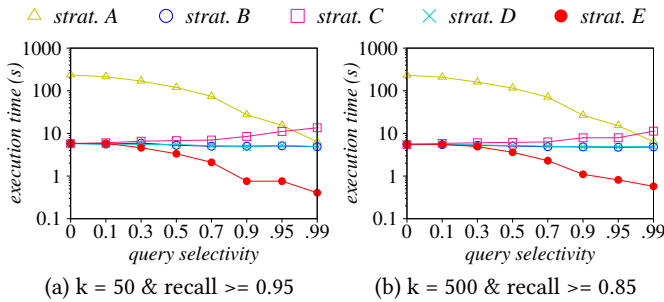 strat. A strat. B strat. C strat. D strat. E
execution time (s)
1000
100
10
1
0.1
0 0.1 0.3 0.5 0.7 0.9 .95 .99
query selectivity
(a) k = 50 & recall >= 0.95
execution time (s)
1000
100
10
1
0.1
0 0.1 0.3 0.5 0.7 0.9 .95 .99
query selectivity
(b) k = 500 & recall >= 0.85